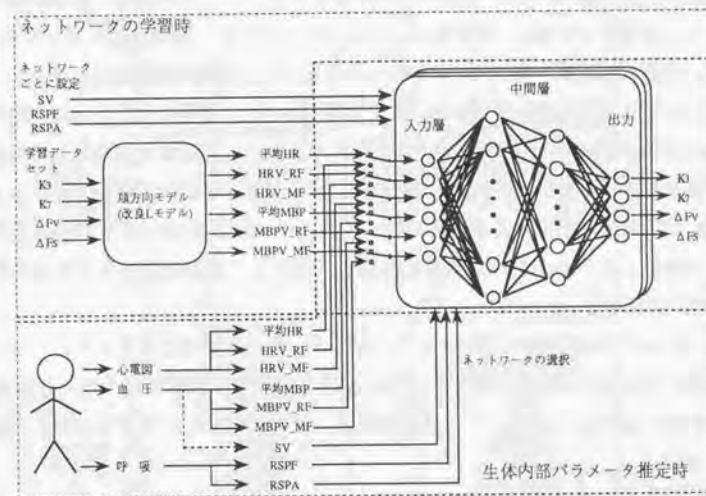 ネットワークの学習時
ネットワーク
ごとに設定
SV
RSPF
RSPA
学習データ
セット
K3
K7
ΔFV
ΔFS
順方向モデル
(改良Lモデル)
平均HR
HRV_RF
HRV_MF
平均MBP
MBPV_RF
MBPV_MF
中間層
入力層
出力
K3
K7
ΔFV
ΔFS
心電図
血 圧
呼 吸
平均HR
HRV_RF
HRV_MF
平均MBP
MBPV_RF
MBPV_MF
SV
RSPF
RSPA
ネットワークの選択
生体内部パラメータ推定時